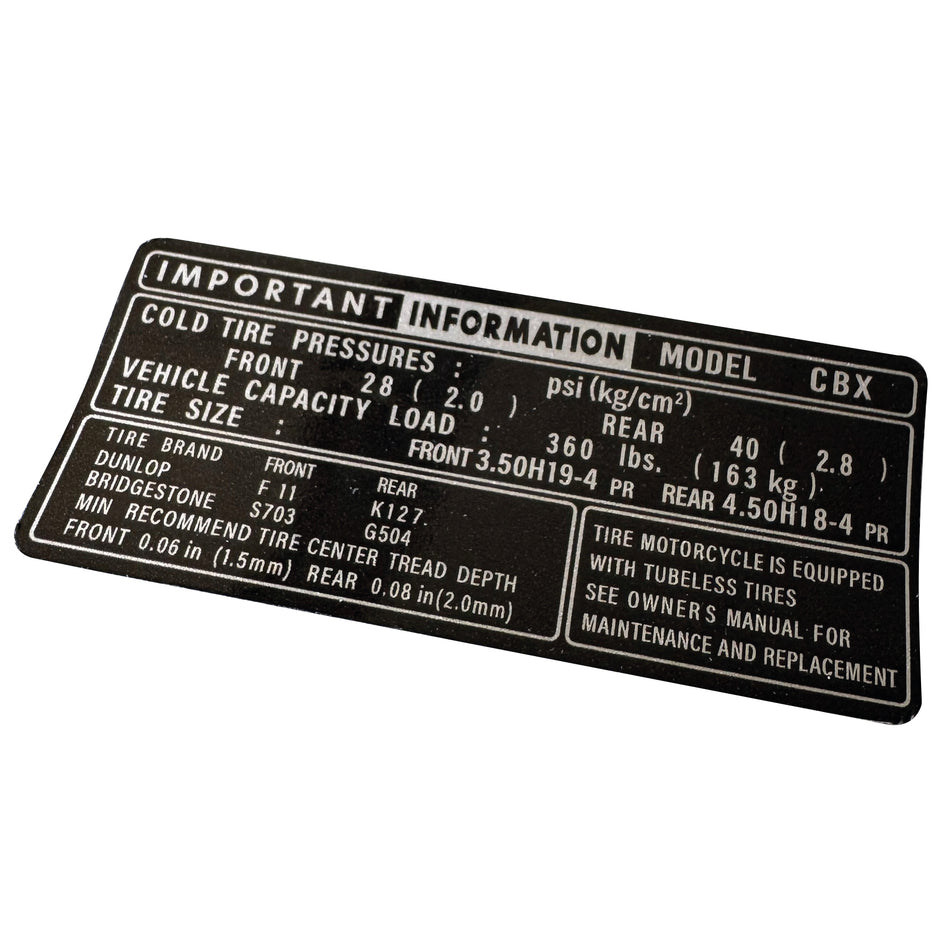 IMPORTANT INFORMATION MODEL CBX
COLD TIRE PRESSURES : psi (kg/cm²)
FRONT 28 ( 2.0 ) REAR 40 ( 2.8 )
VEHICLE CAPACITY LOAD : 360 lbs. ( 163 kg ).
TIRE SIZE : FRONT 3.50H19-4 PR REAR 4.50H18-4 PR
TIRE BRAND FRONT REAR
DUNLOP F 11 K127.
BRIDGESTONE S703 G504
MIN RECOMMEND TIRE CENTER TREAD DEPTH
FRONT 0.06 in (1.5mm) REAR 0.08 in(2.0mm)
TIRE MOTORCYCLE IS EQUIPPED
WITH TUBELESS TIRES
SEE OWNER S MANUAL FOR
MAINTENANCE AND REPLACEMENT